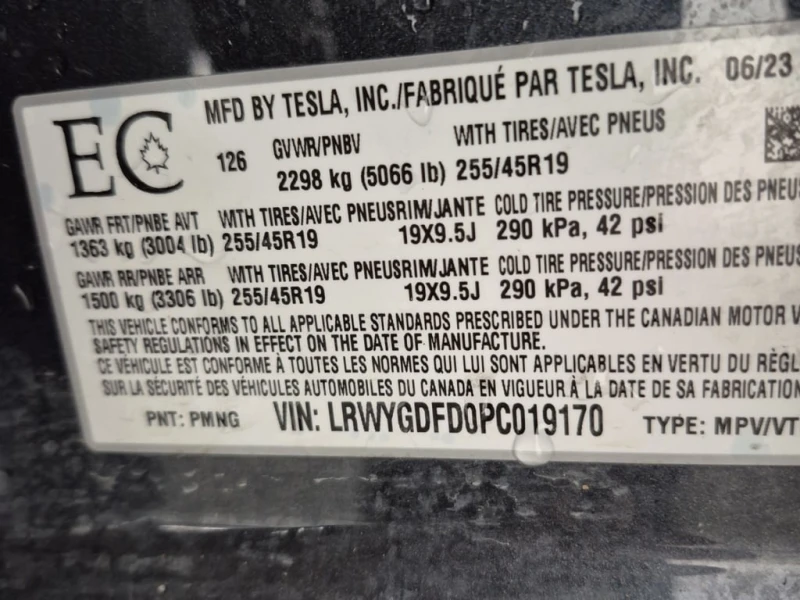 MFD BY TESLA, INC./FABRIQUÉ PAR TESLA, INC. 06/23
EC 126 GVWR/PNBV WITH TIRES/AVEC PNEUS
2298 kg (5066 lb) 255/45R19
GAWR FRT/PNBE AVT WITH TIRES/AVEC PNEUS RIM/JANTE COLD TIRE PRESSURE/PRESSION DES PNEUS
1363 kg (3004 lb) 255/45R19 19X9.5J 290 kPa, 42 psi
GAWR RR/PNBE ARR WITH TIRES/AVEC PNEUS RIM/JANTE COLD TIRE PRESSURE/PRESSION DES PNEUS
1500 kg (3306 lb) 255/45R19 19X9.5J 290 kPa, 42 psi
THIS VEHICLE CONFORMS TO ALL APPLICABLE STANDARDS PRESCRIBED UNDER THE CANADIAN MOTOR V
SAFETY REGULATIONS IN EFFECT ON THE DATE OF MANUFACTURE.
CE VÉHICULE EST CONFORME À TOUTES LES NORMES QUI LUI SONT APPLICABLES EN VERTU DU RÈGL
SUR LA SÉCURITÉ DES VÉHICULES AUTOMOBILES DU CANADA EN VIGUEUR À LA DATE DE SA FABRICATION
PNT: PMNG VIN: LRWYGDFD0PC019170 TYPE: MPV/VT